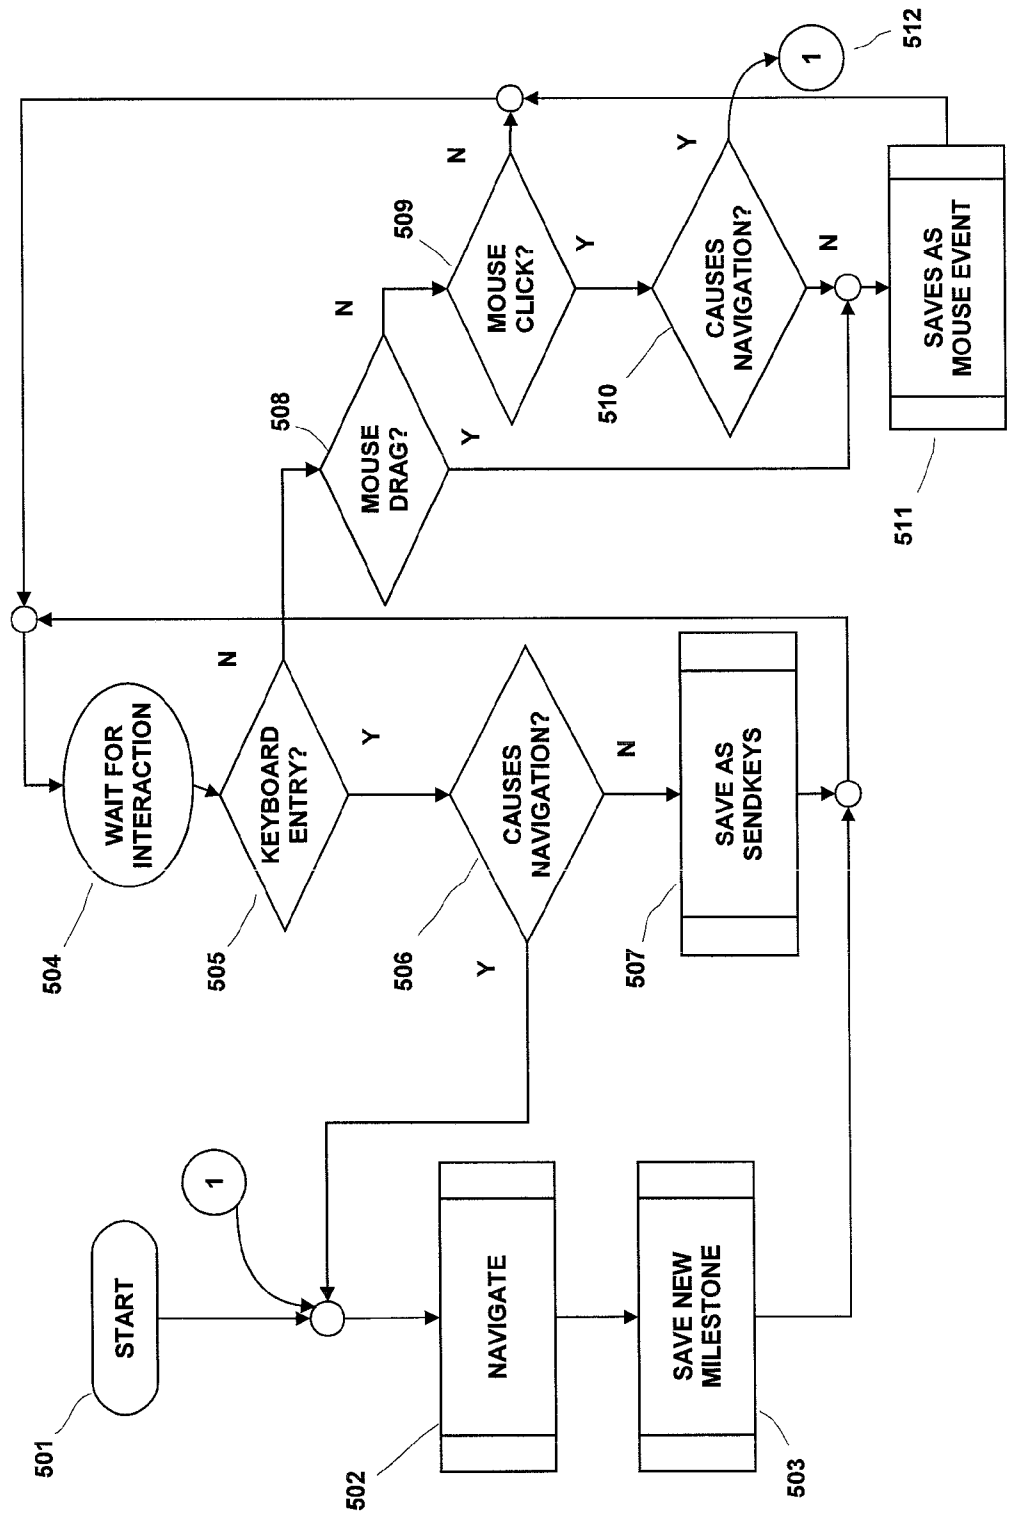 501
START
1
502
NAVIGATE
503
SAVE NEW
MILESTONE
504
WAIT FOR
INTERACTION
505
KEYBOARD
ENTRY?
N
Y
506
CAUSES
NAVIGATION?
Y
N
507
SAVE AS
SENDKEYS
508
MOUSE
DRAG?
N
Y
509
MOUSE
CLICK?
N
Y
510
CAUSES
NAVIGATION?
Y
N
511
SAVES AS
MOUSE EVENT
1
512